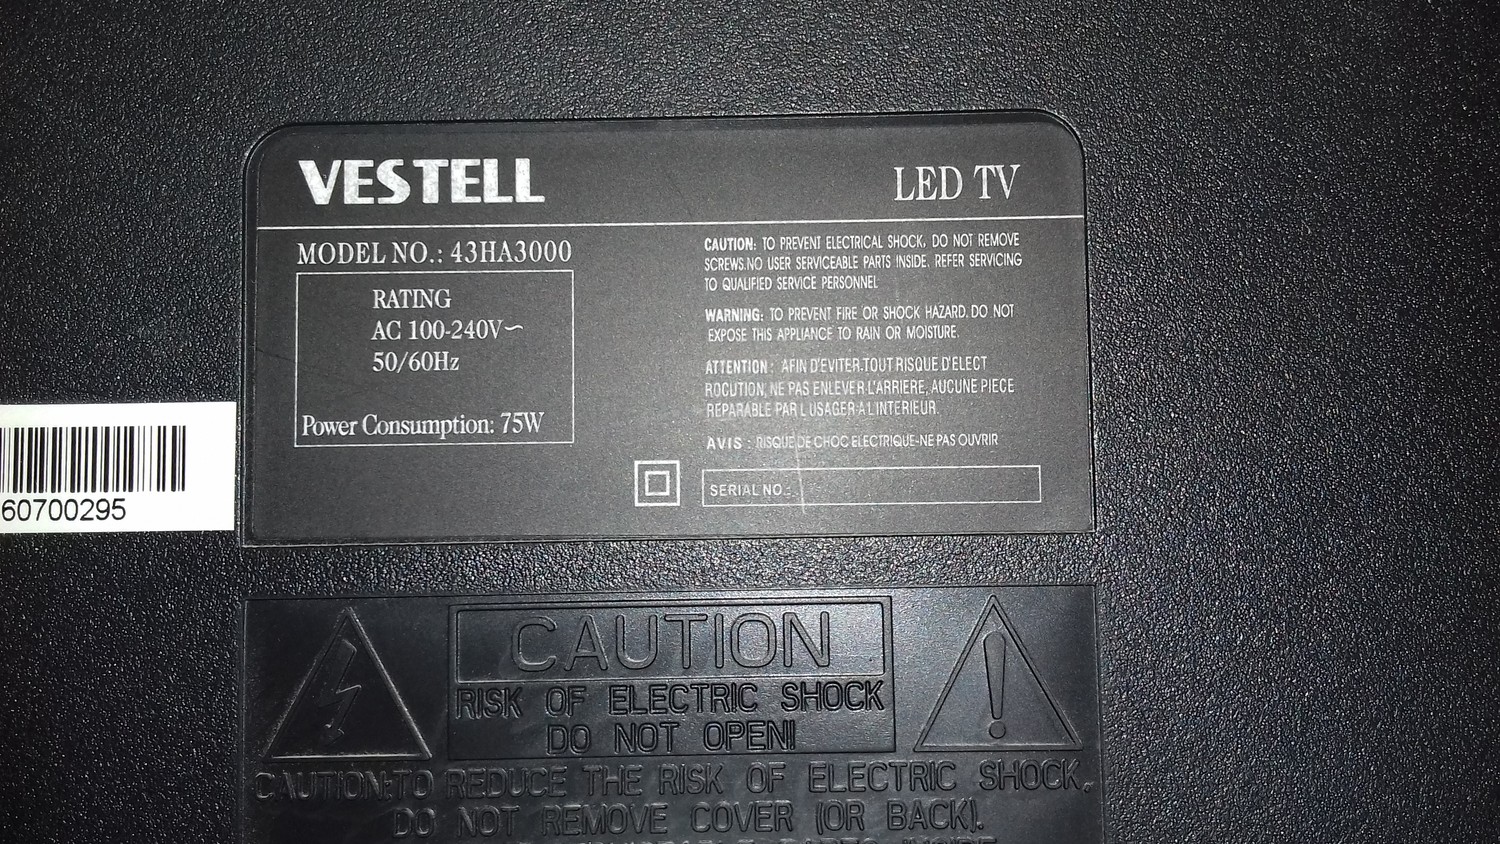 VESTELL
LED TV
MODEL NO.: 43HA3000
RATING
AC 100-240V~
50/60Hz
Power Consumption: 75W
CAUTION: TO PREVENT ELECTRICAL SHOCK, DO NOT REMOVE
SCREWS.NO USER SERVICEABLE PARTS INSIDE. REFER SERVICING
TO QUALIFIED SERVICE PERSONNEL
WARNING: TO PREVENT FIRE OR SHOCK HAZARD. DO NOT
EXPOSE THIS APPLIANCE TO RAIN OR MOISTURE.
ATTENTION: AFIN D'EVITER.TOUT RISQUE D'ELECT
ROCUTION, NE PAS ENLEVER L'ARRIERE, AUCUNE PIECE
REPARABLE PAR L USAGER-A L'INTERIEUR.
AVIS : RISQUE DE CHOC ELECTRIQUE-NE PAS OUVRIR
SERIAL NO.:
60700295
CAUTION
RISK OF ELECTRIC SHOCK
DO NOT OPEN!
CAUTION:TO REDUCE THE RISK OF ELECTRIC SHOCK,
DO NOT REMOVE COVER (OR BACK).